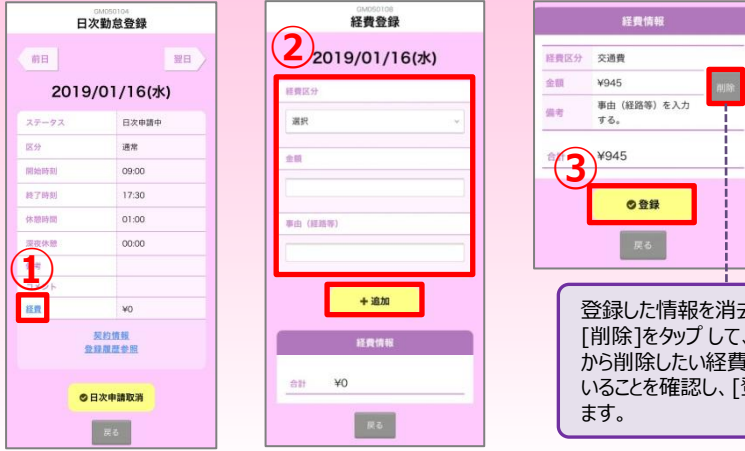 GM050104
日次勤怠登録
前日
翌日
2019/01/16(水)
ステータス 日次申請中
区分 通常
開始時刻 09:00
終了時刻 17:30
休憩時間 01:00
深夜休憩 00:00
①
コメント
経費 ¥0
契約情報
登録履歴参照
日次申請取消
戻る
GM050108
経費登録
②
2019/01/16(水)
経費区分
選択
金額
事由（経路等）
＋追加
経費情報
合計 ¥0
戻る
経費情報
経費区分 交通費
金額 ¥945
削除
備考 事由（経路等）を入力
する。
合計 ¥945
③
登録
戻る
登録した情報を消去
[削除]をタップして、
から削除したい経費
いることを確認し、[登
ます。